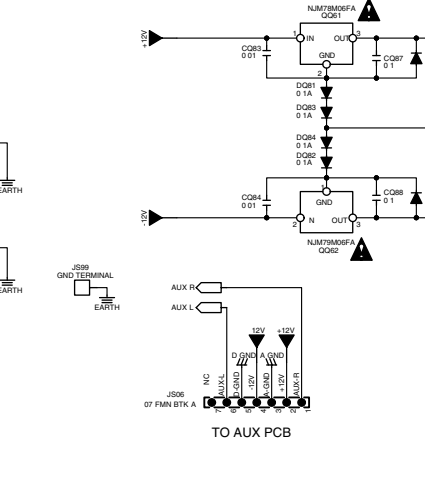 NJM78M06FA
QQ61
+12V
1
IN
OUT
3
GND
2
CQ83
0 01
CQ87
0 1
DQ81
0 1A
DQ83
0 1A
DQ84
0 1A
DQ82
0 1A
EARTH
-12V
CQ84
0 01
CQ88
0 1
1
GND
2
N
OUT
3
NJM79M06FA
QQ62
JS99
GND TERMINAL
EARTH
EARTH
AUX R
AUX L
12V
+12V
D GND
A GND
NC
AUX-L
D-GND
-12V
A-GND
+12V
AUX-R
JS06
07 FMN BTK A
7
6
5
4
3
2
1
TO AUX PCB